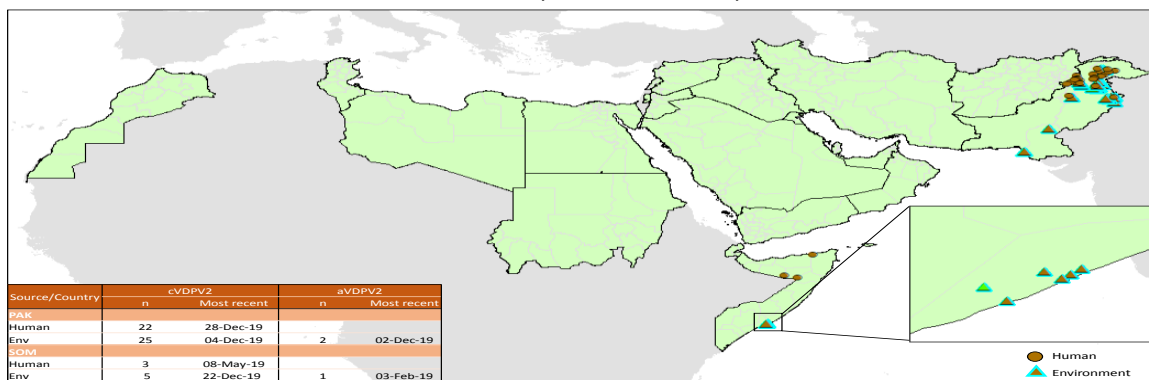 Source/Country cVDPV2 aVDPV2
n Most recent n Most recent
PAK
Human 22 28-Dec-19
Env 25 04-Dec-19 2 02-Dec-19
SOM
Human 3 08-May-19
Env 5 22-Dec-19 1 03-Feb-19
Human
Environment